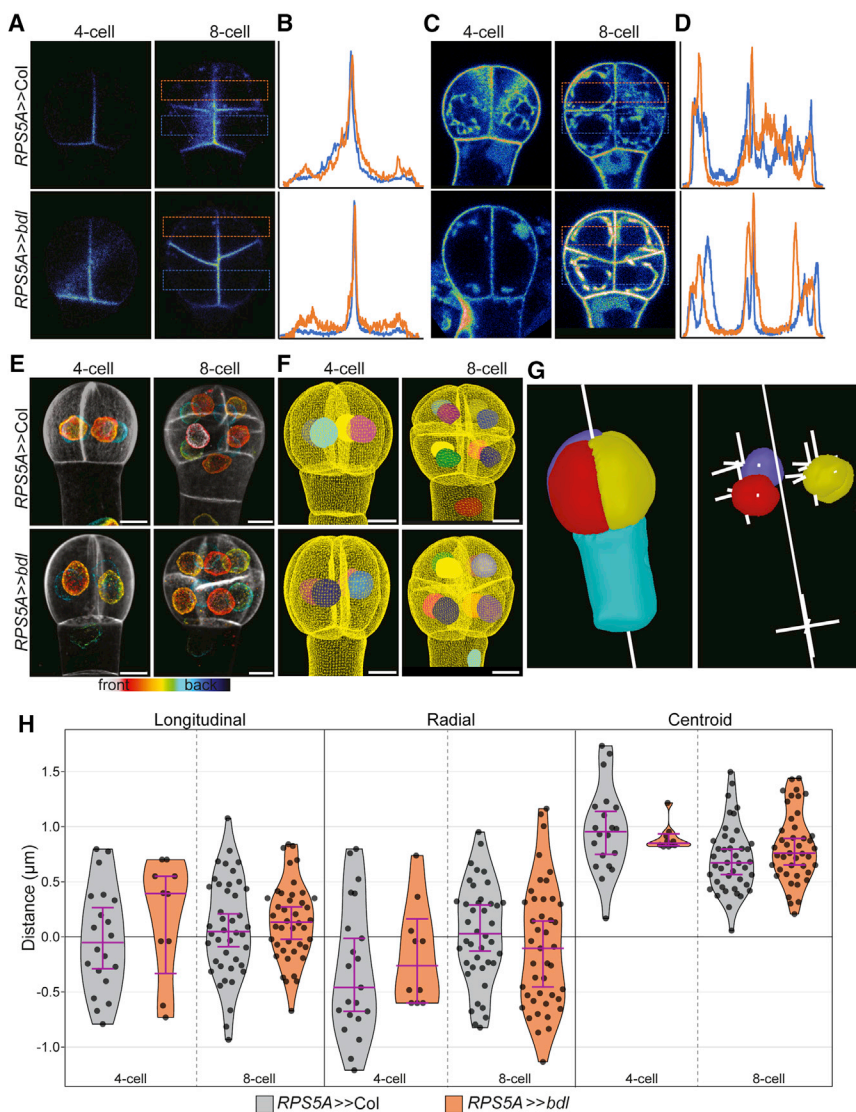 A
4-cell
8-cell
B
C
4-cell
8-cell
D
RPS5A>>Col
RPS5A>>bdl
E
4-cell
8-cell
F
4-cell
8-cell
G
RPS5A>>Col
RPS5A>>bdl
front
back
H
Longitudinal
Radial
Centroid
Distance (µm)
1.5
1.0
0.5
0.0
-0.5
-1.0
4-cell
8-cell
4-cell
8-cell
4-cell
8-cell
RPS5A>>Col
RPS5A>>bdl